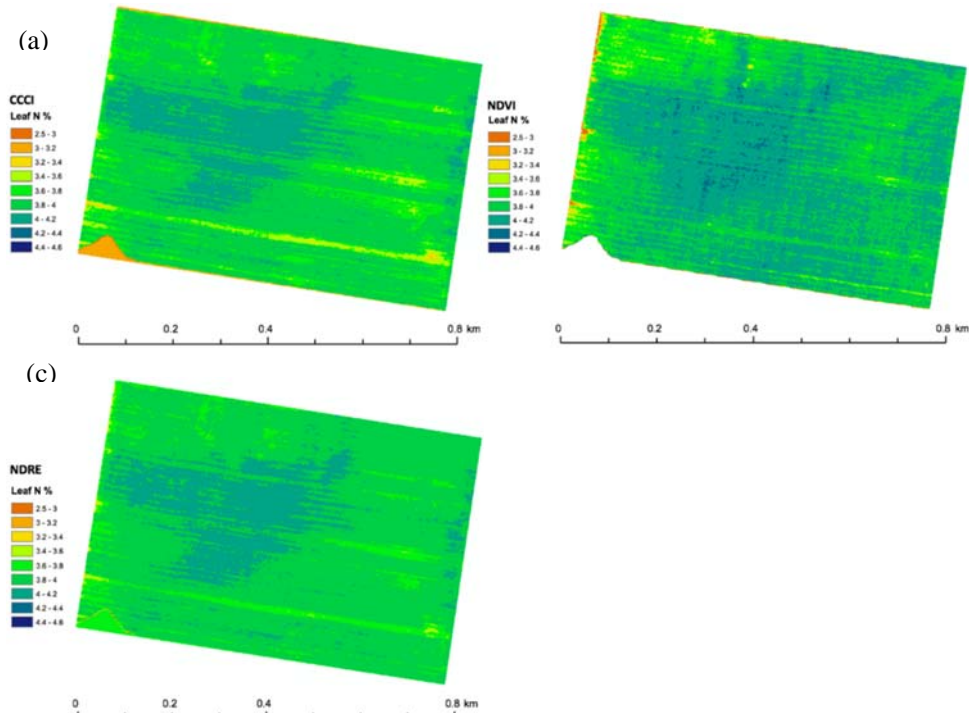 (a)
CCCI
Leaf N %
2.5 - 3
3 - 3.2
3.2 - 3.4
3.4 - 3.6
3.6 - 3.8
3.8 - 4
4 - 4.2
4.2 - 4.4
4.4 - 4.6
0 0.2 0.4 0.8 km
NDVI
Leaf N %
2.5 - 3
3 - 3.2
3.2 - 3.4
3.4 - 3.6
3.6 - 3.8
3.8 - 4
4 - 4.2
4.2 - 4.4
4.4 - 4.6
0 0.2 0.4 0.8 km
(c)
NDRE
Leaf N %
2.5 - 3
3 - 3.2
3.2 - 3.4
3.4 - 3.6
3.6 - 3.8
3.8 - 4
4 - 4.2
4.2 - 4.4
4.4 - 4.6
0 0.2 0.4 0.8 km